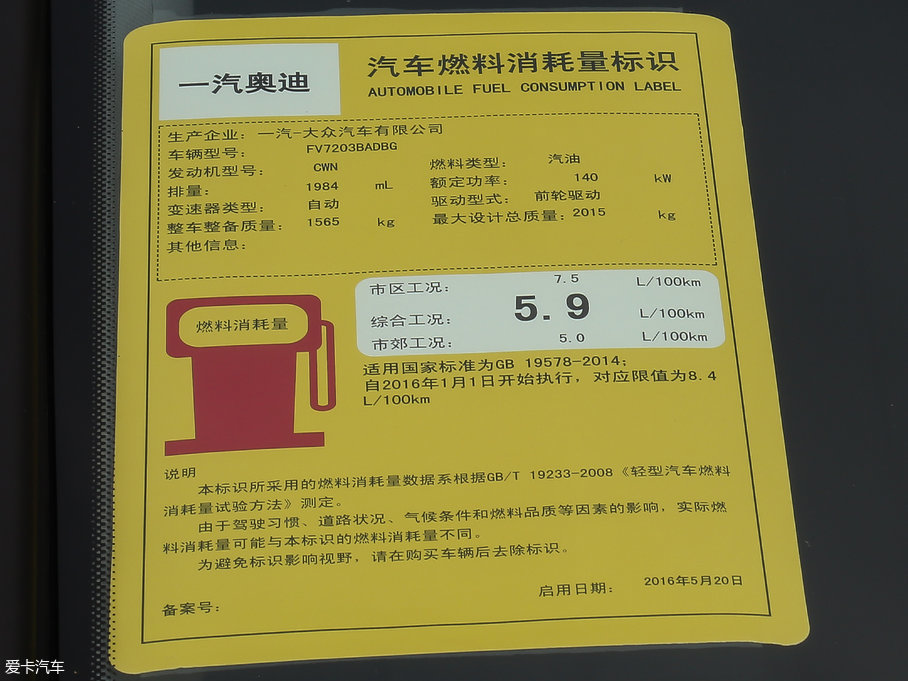 一汽奥迪
汽车燃料消耗量标识
AUTOMOBILE FUEL CONSUMPTION LABEL
生产企业：一汽-大众汽车有限公司
车辆型号：FV7203BADBG
发动机型号：CWN 燃料类型：汽油
排量：1984 mL 额定功率：140 kW
变速器类型：自动 驱动型式：前轮驱动
整车整备质量：1565 kg 最大设计总质量：2015 kg
其他信息：
市区工况：7.5 L/100km
燃料消耗量
综合工况：5.9 L/100km
市郊工况：5.0 L/100km
适用国家标准为GB 19578-2014；
自2016年1月1日开始执行，对应限值为8.4
L/100km
说明
本标识所采用的燃料消耗量数据系根据GB/T 19233-2008《轻型汽车燃料
消耗量试验方法》测定。
由于驾驶习惯、道路状况、气候条件和燃料品质等因素的影响，实际燃
料消耗量可能与本标识的燃料消耗量不同。
为避免标识影响视野，请在购买车辆后去除标识。
备案号：
启用日期：2016年5月20日
爱卡汽车